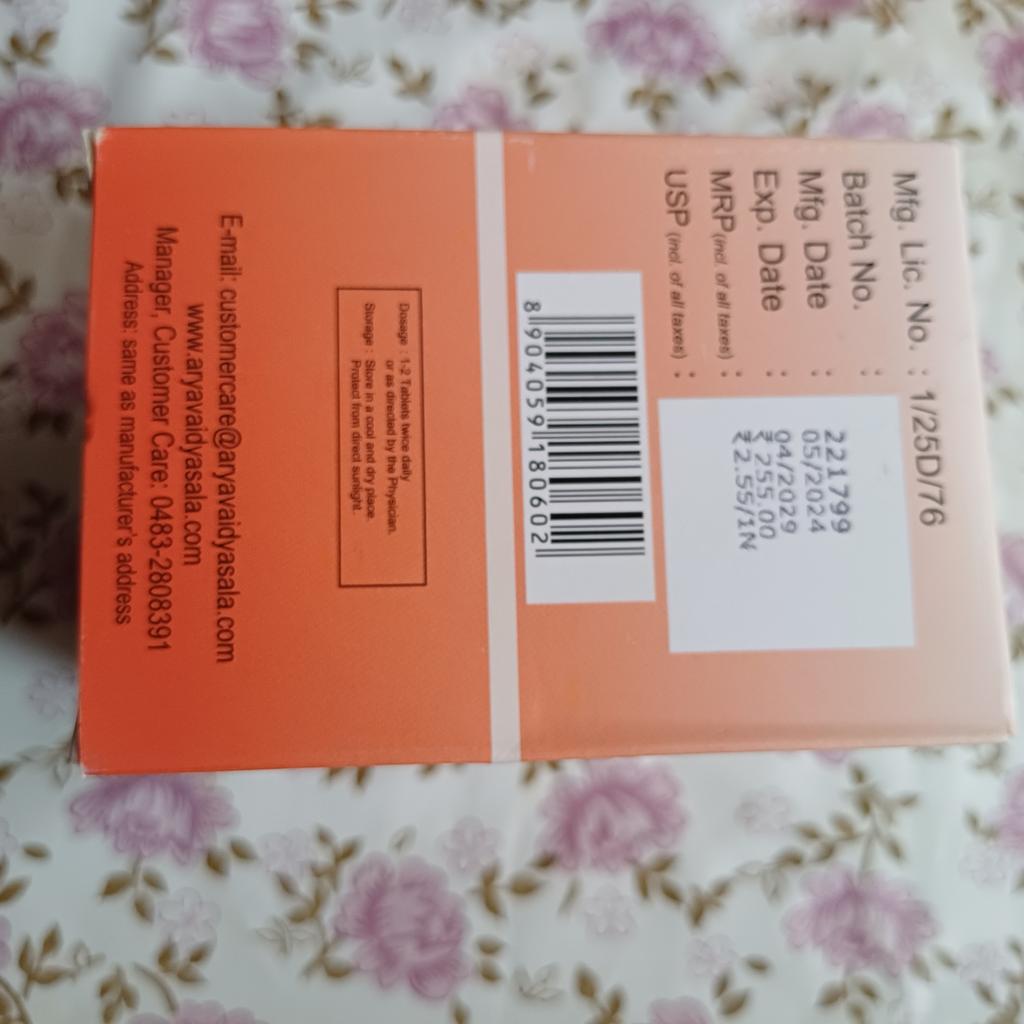 Mfg. Lic. No. : 1/25D/76
Batch No. : 221799
Mfg. Date : 05/2024
Exp. Date : 04/2029
MRP (incl. of all taxes) : ₹ 255.00
USP (incl. of all taxes) : ₹2.55/1N
8 904059 180602
Dosage : 1-2 Tablets twice daily
or as directed by the Physician.
Storage : Store in a cool and dry place.
Protect from direct sunlight.
E-mail: customercare@aryavaidyasala.com
www.aryavaidyasala.com
Manager, Customer Care: 0483-2808391
Address: same as manufacturer's address